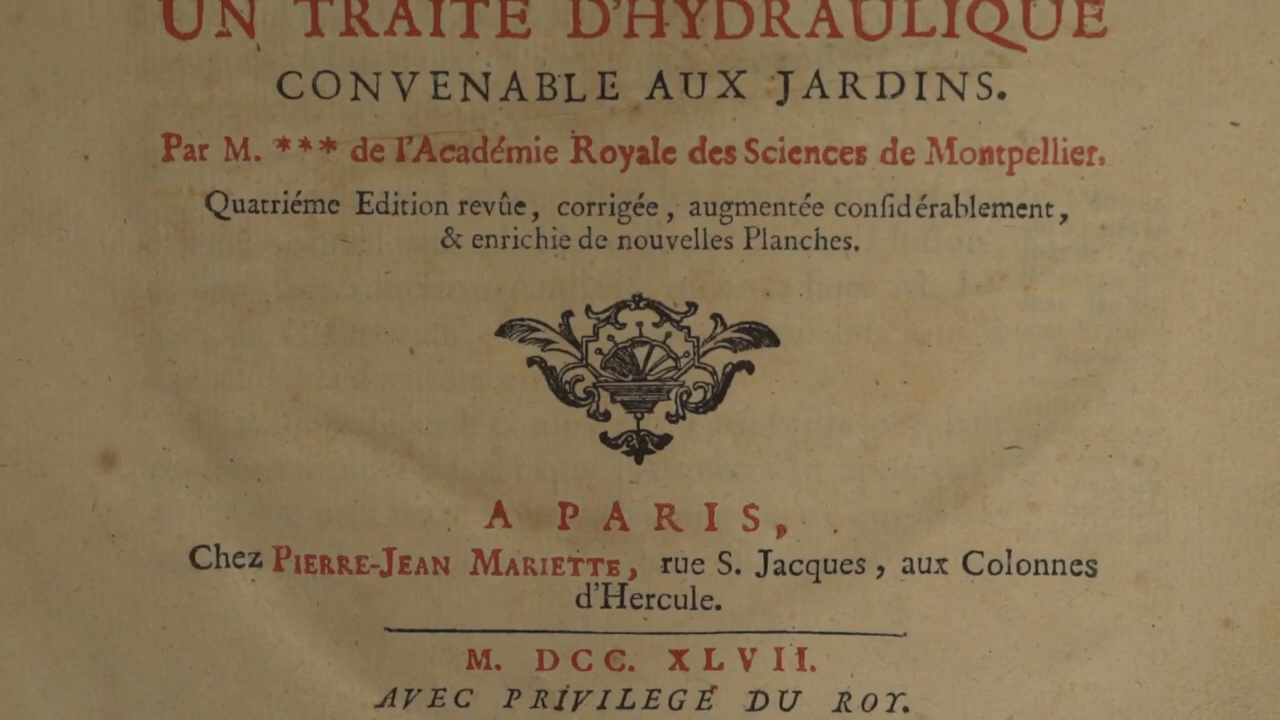 UN TRAITÉ D'HYDRAULIQUE
CONVENABLE AUX JARDINS.
Par M. *** de l'Académie Royale des Sciences de Montpellier.
Quatriéme Edition revûe, corrigée, augmentée conſidérablement,
& enrichie de nouvelles Planches.
A PARIS,
Chez PIERRE-JEAN MARIETTE, rue S. Jacques, aux Colonnes
d'Hercule.
M. DCC. XLVII.
AVEC PRIVILEGE DU ROY.